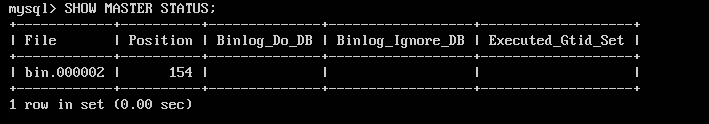 mysql> SHOW MASTER STATUS;
+------------+----------+--------------+------------------+-------------------+
| File       | Position | Binlog_Do_DB | Binlog_Ignore_DB | Executed_Gtid_Set |
+------------+----------+--------------+------------------+-------------------+
| bin.000002 |      154 |              |                  |                   |
+------------+----------+--------------+------------------+-------------------+
1 row in set (0.00 sec)